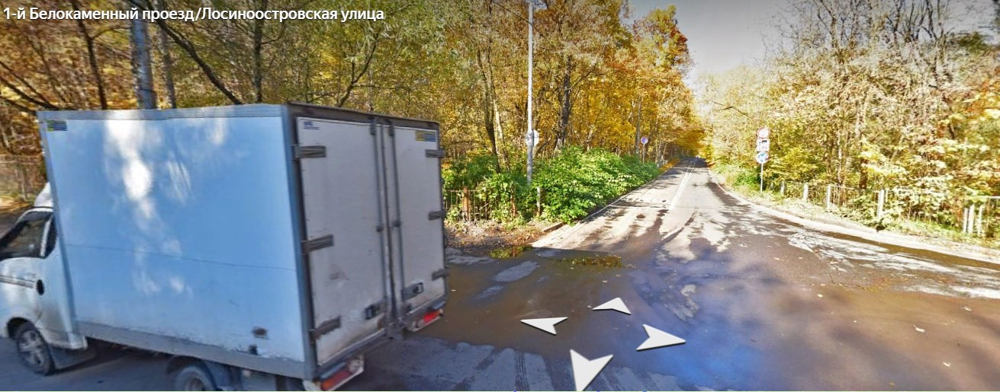 1-й Белокаменный проезд/Лосиноостровская улица